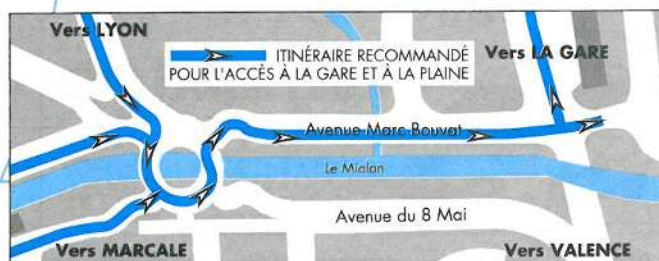 Vers LYON
ITINÉRAIRE RECOMMANDÉ
POUR L'ACCÈS À LA GARE ET À LA PLAINE
Vers LA GARE
Avenue Marc Bouvat
Le Mialan
Avenue du 8 Mai
Vers MARCALE
Vers VALENCE